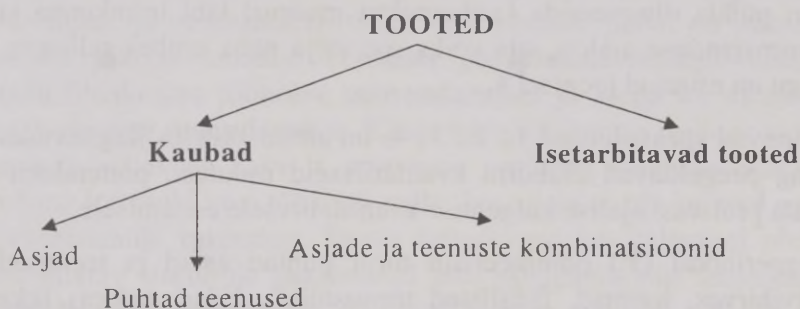 TOOTED
Kaubad
Isetarbitavad tooted
Asjad
Asjade ja teenuste kombinatsioonid
Puhtad teenused